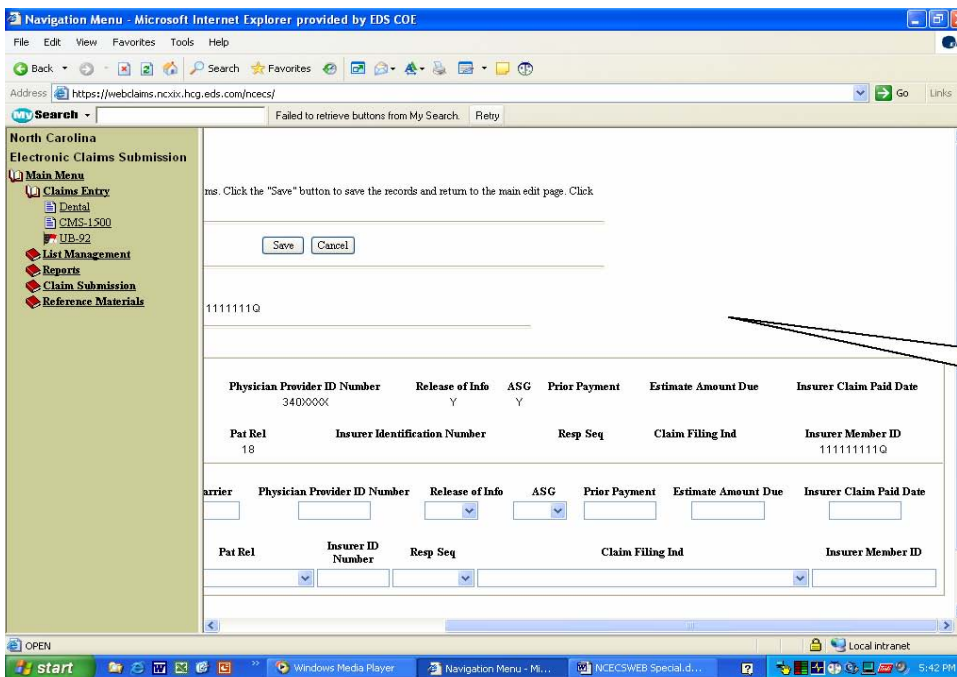 Navigation Menu - Microsoft Internet Explorer provided by EDS COE
File Edit View Favorites Tools Help
Back Search Favorites
Address https://webclaims.ncxix.hcg.eds.com/ncecs/ Go Links
My Search Failed to retrieve buttons from My Search. Retry
North Carolina
Electronic Claims Submission
Main Menu
Claims Entry
Dental
CMS-1500
UB-92
List Management
Reports
Claim Submission
Reference Materials
ms. Click the "Save" button to save the records and return to the main edit page. Click
Save Cancel
1111111Q
Physician Provider ID Number Release of Info ASG Prior Payment Estimate Amount Due Insurer Claim Paid Date
340XXXX Y Y
Pat Rel Insurer Identification Number Resp Seq Claim Filing Ind Insurer Member ID
18 111111111Q
arrier Physician Provider ID Number Release of Info ASG Prior Payment Estimate Amount Due Insurer Claim Paid Date
Pat Rel Insurer ID Number Resp Seq Claim Filing Ind Insurer Member ID
OPEN Local intranet
start Windows Media Player Navigation Menu - Mi... NCECSWEB Special.d... 5:42 PM